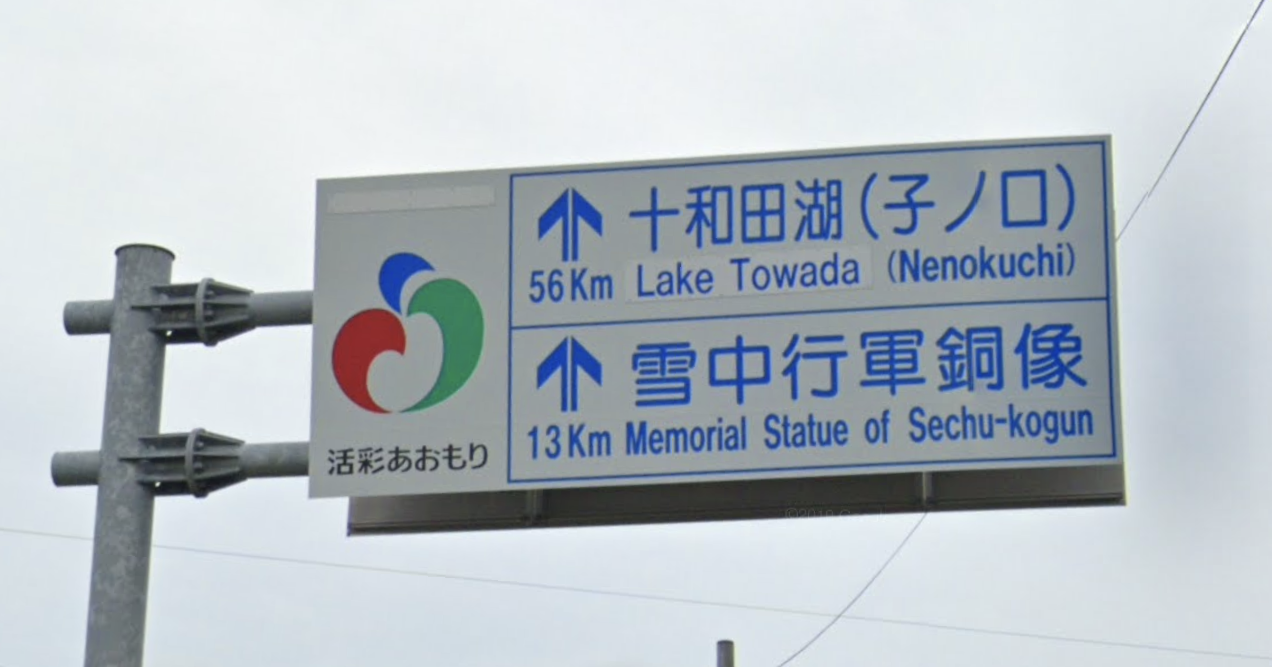 十和田湖(子ノ口)
56Km Lake Towada (Nenokuchi)
雪中行軍銅像
13Km Memorial Statue of Sechu-kogun
活彩あおもり